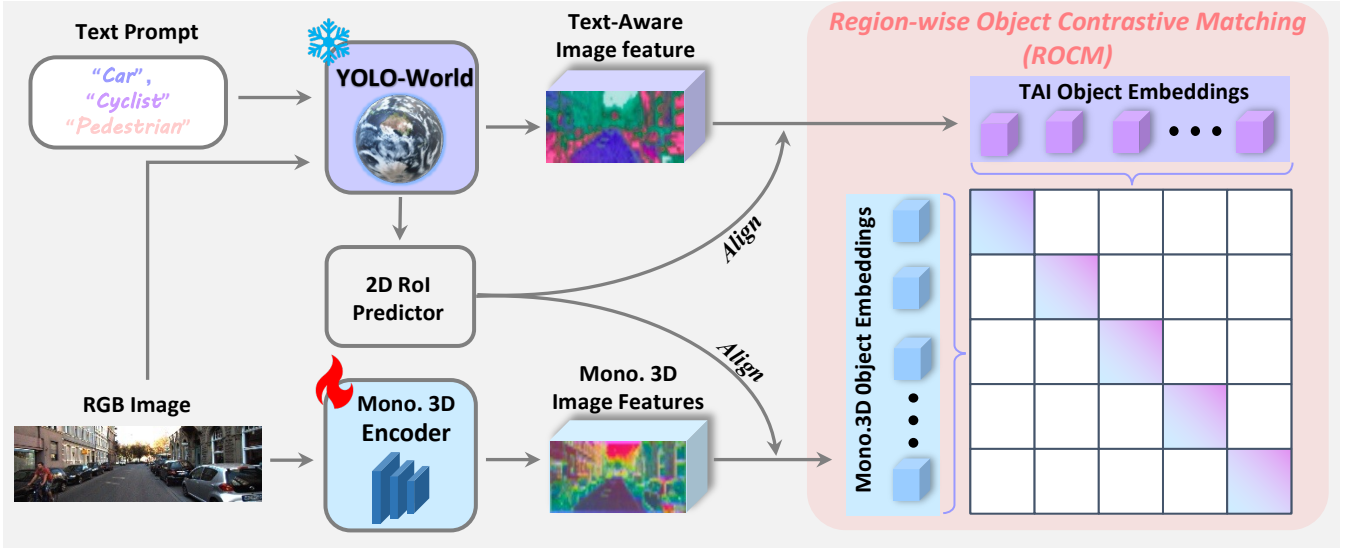 Text Prompt
“Car”,
“Cyclist”
“Pedestrian”
RGB Image
YOLO-World
2D RoI
Predictor
Mono. 3D
Encoder
Text-Aware
Image feature
Align
Align
Mono. 3D
Image Features
Region-wise Object Contrastive Matching
(ROCM)
TAI Object Embeddings
Mono.3D Object Embeddings